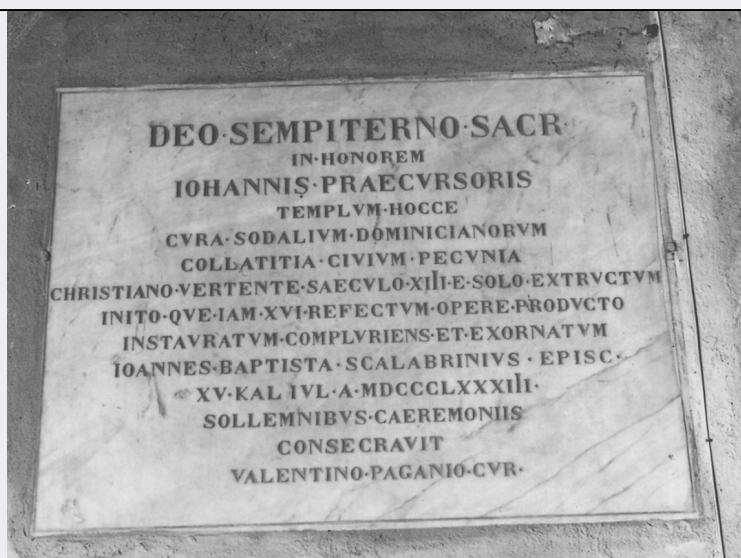 DEO·SEMPITERNO·SACR·
IN·HONOREM
IOHANNIS·PRAECVRSORIS
TEMPLVM·HOCCE
CVRA·SODALIVM·DOMINICIANORVM
COLLATITIA·CIVIVM·PECVNIA
CHRISTIANO·VERTENTE·SAECVLO·XIII·E·SOLO·EXTRVCTVM
INITO·QVE·IAM·XVI·REFECTVM·OPERE·PRODVCTO
INSTAVRATVM·COMPLVRIENS·ET·EXORNATVM
IOANNES·BAPTISTA·SCALABRINIVS·EPISC·
XV·KAL IVL·A·MDCCCLXXXIII·
SOLLEMNIBVS·CAEREMONIIS
CONSECRAVIT
VALENTINO·PAGANIO·CVR·